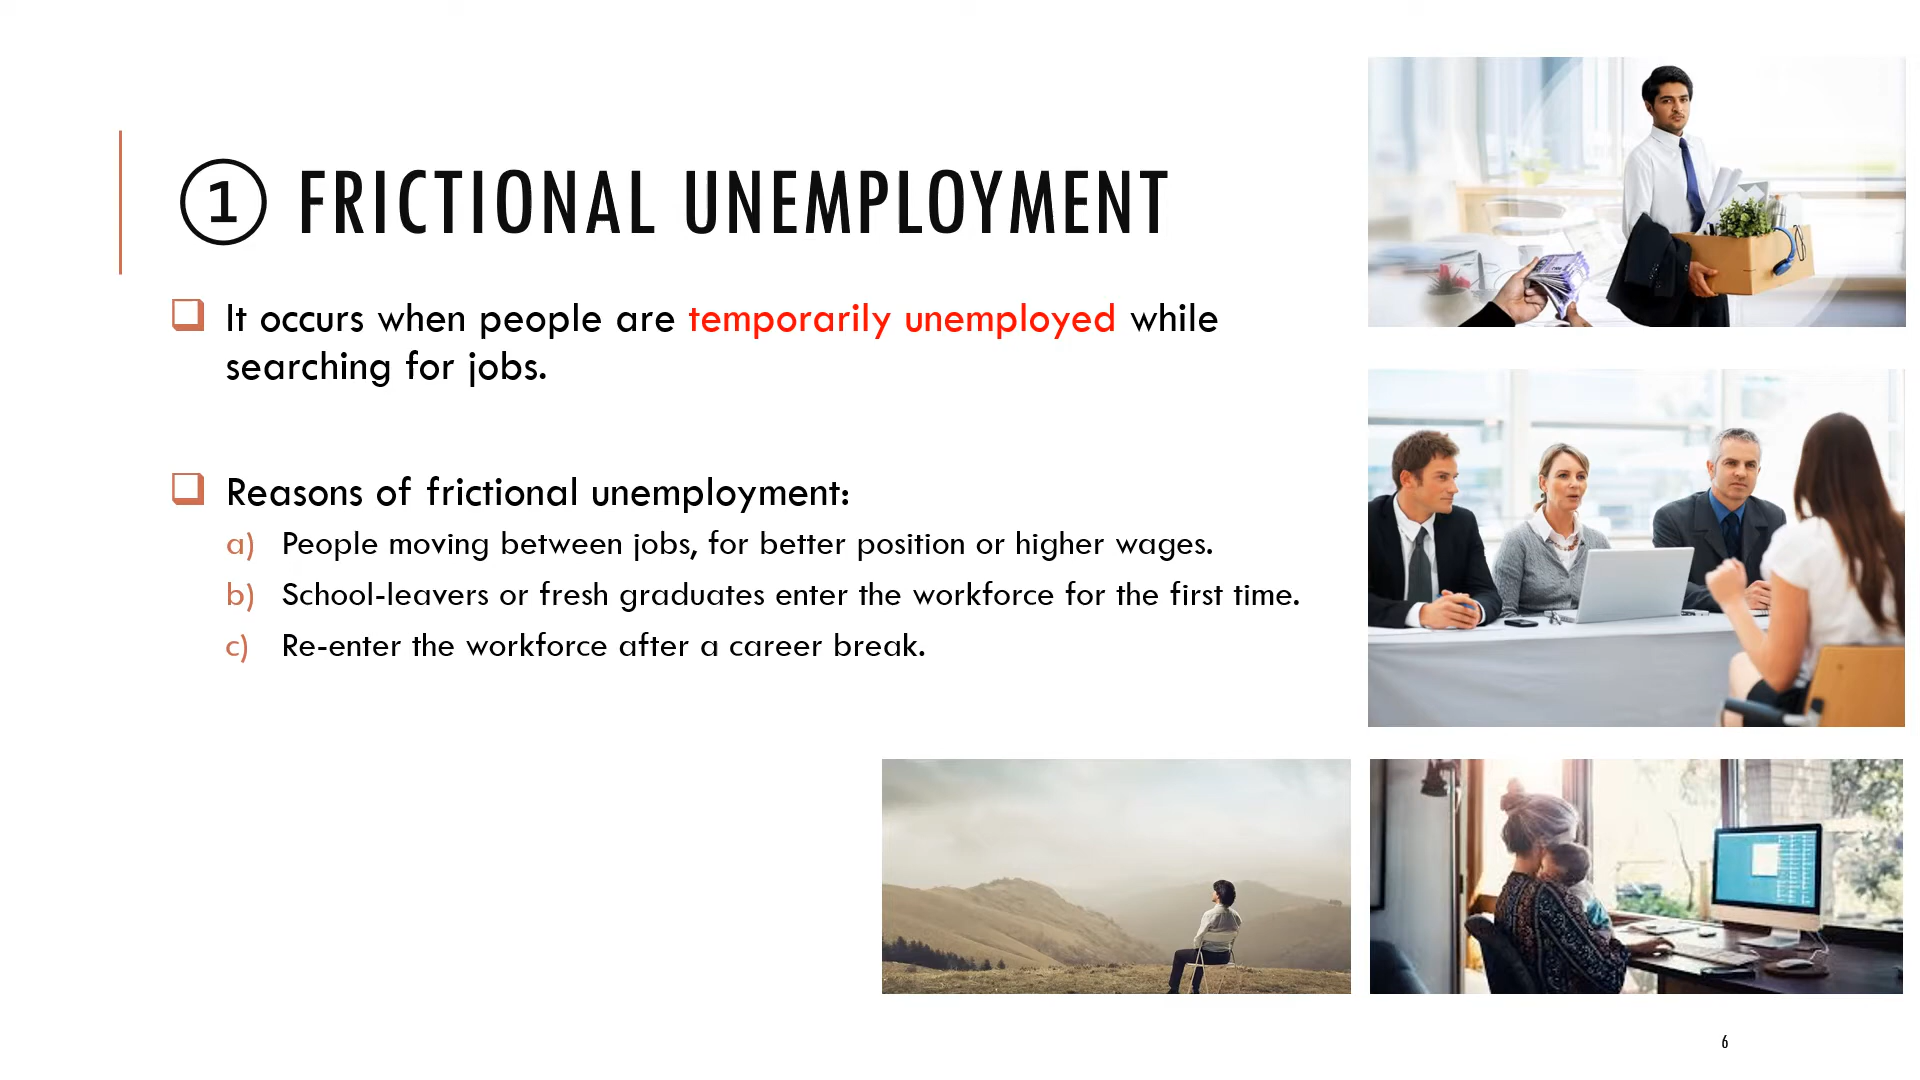 ① FRICTIONAL UNEMPLOYMENT
It occurs when people are temporarily unemployed while
searching for jobs.
Reasons of frictional unemployment:
a) People moving between jobs, for better position or higher wages.
b) School-leavers or fresh graduates enter the workforce for the first time.
c) Re-enter the workforce after a career break.
6